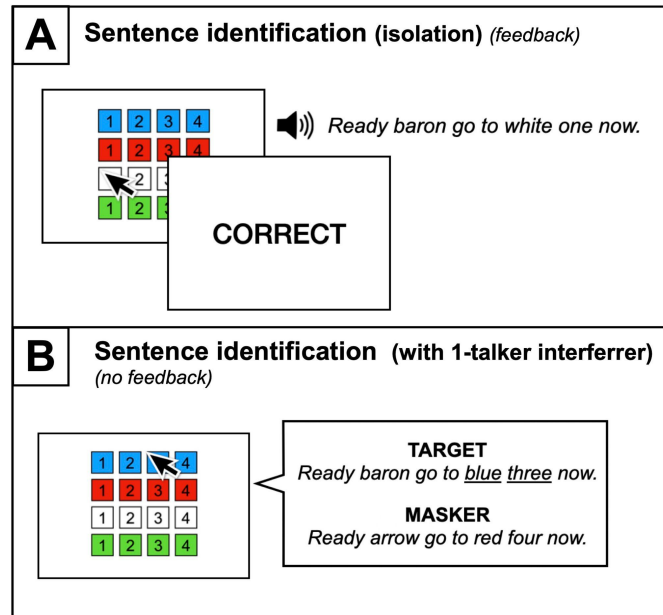 A
Sentence identification (isolation) (feedback)
1 2 3 4
Ready baron go to white one now.
1 2 3 4
2 3
1 2 3
CORRECT
B
Sentence identification (with 1-talker interferrer)
(no feedback)
1 2 4
1 2 3 4
1 2 3 4
1 2 3 4
TARGET
Ready baron go to blue three now.
MASKER
Ready arrow go to red four now.